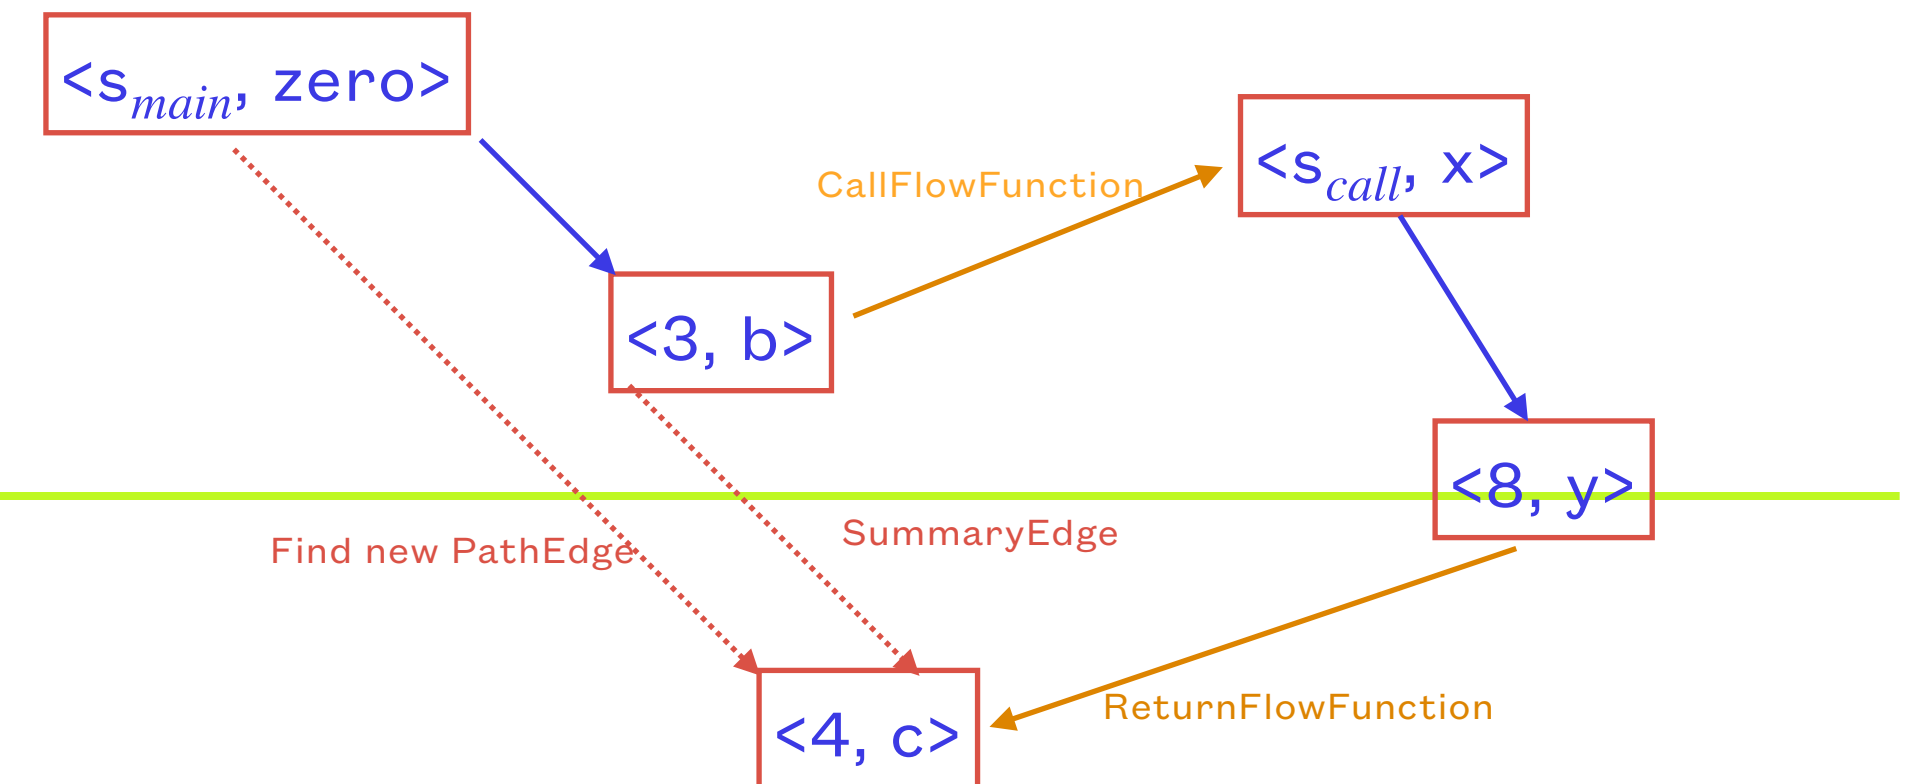 <s_main, zero>
CallFlowFunction
<s_call, x>
<3, b>
<8, y>
Find new PathEdge
SummaryEdge
ReturnFlowFunction
<4, c>